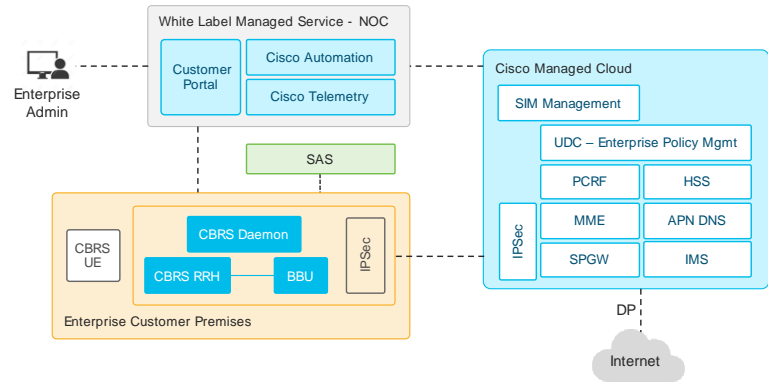 White Label Managed Service - NOC
Customer
Portal
Cisco Automation
Cisco Telemetry
Enterprise
Admin
SAS
CBRS
UE
CBRS Daemon
CBRS RRH
BBU
IPSec
Enterprise Customer Premises
Cisco Managed Cloud
SIM Management
UDC – Enterprise Policy Mgmt
PCRF
HSS
IPSec
MME
APN DNS
SPGW
IMS
DP
Internet